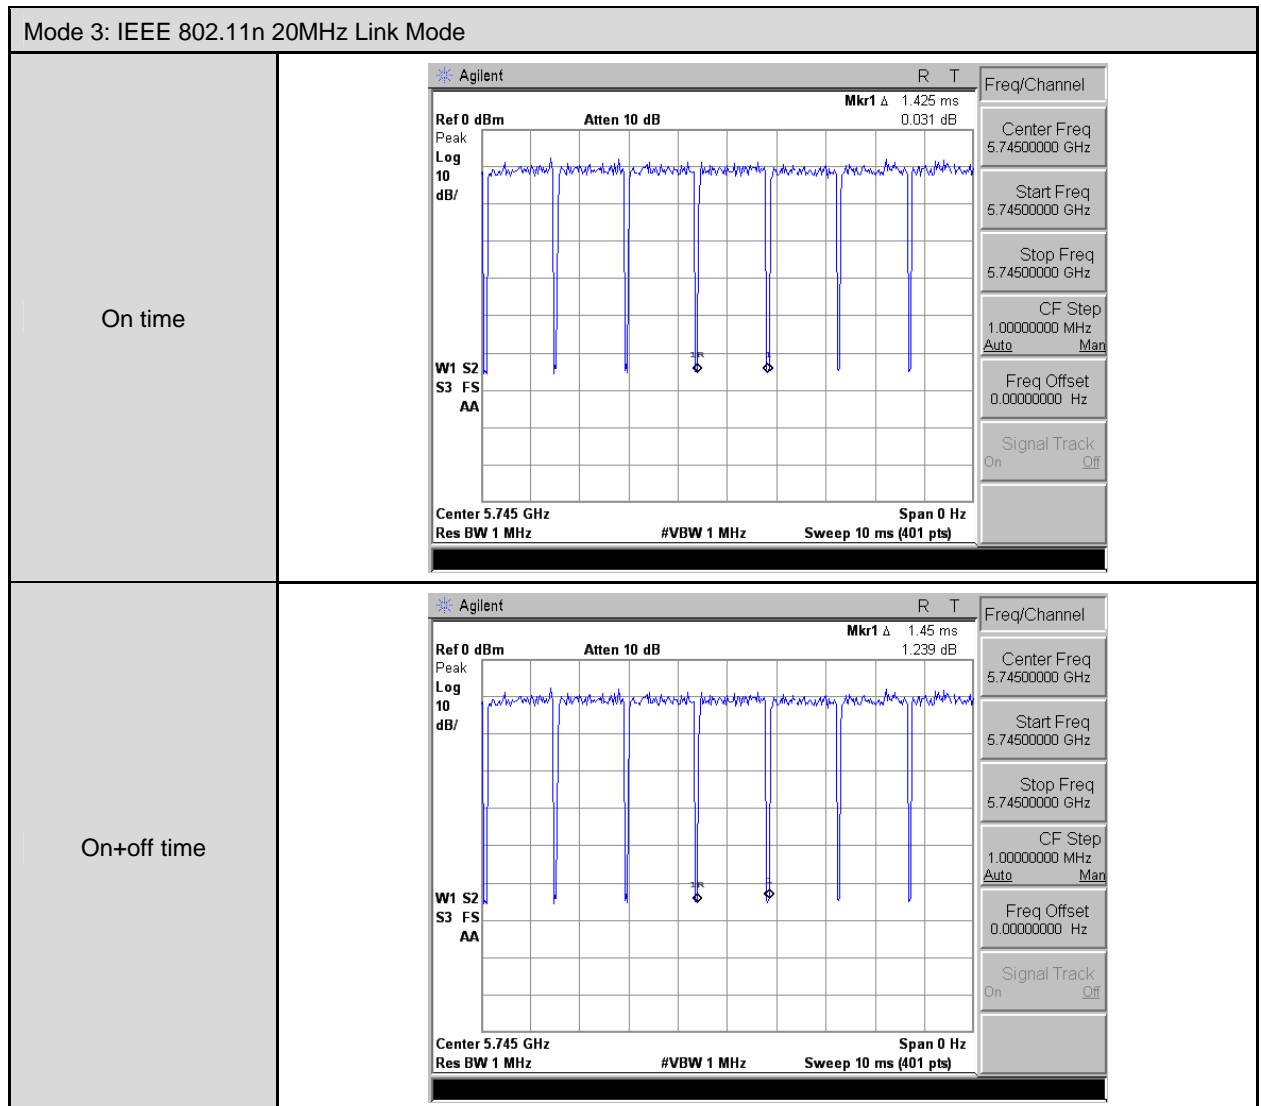 Mode 3: IEEE 802.11n 20MHz Link Mode
On time
Agilent R T
Mkr1 Δ 1.425 ms
Ref 0 dBm Atten 10 dB 0.031 dB
Peak
Log
10
dB/
1R 1
W1 S2
S3 FS
AA
Center 5.745 GHz Span 0 Hz
Res BW 1 MHz #VBW 1 MHz Sweep 10 ms (401 pts)
Freq/Channel
Center Freq
5.74500000 GHz
Start Freq
5.74500000 GHz
Stop Freq
5.74500000 GHz
CF Step
1.00000000 MHz
Auto Man
Freq Offset
0.00000000 Hz
Signal Track
On Off
On+off time
Agilent R T
Mkr1 Δ 1.45 ms
Ref 0 dBm Atten 10 dB 1.239 dB
Peak
Log
10
dB/
1R 1
W1 S2
S3 FS
AA
Center 5.745 GHz Span 0 Hz
Res BW 1 MHz #VBW 1 MHz Sweep 10 ms (401 pts)
Freq/Channel
Center Freq
5.74500000 GHz
Start Freq
5.74500000 GHz
Stop Freq
5.74500000 GHz
CF Step
1.00000000 MHz
Auto Man
Freq Offset
0.00000000 Hz
Signal Track
On Off